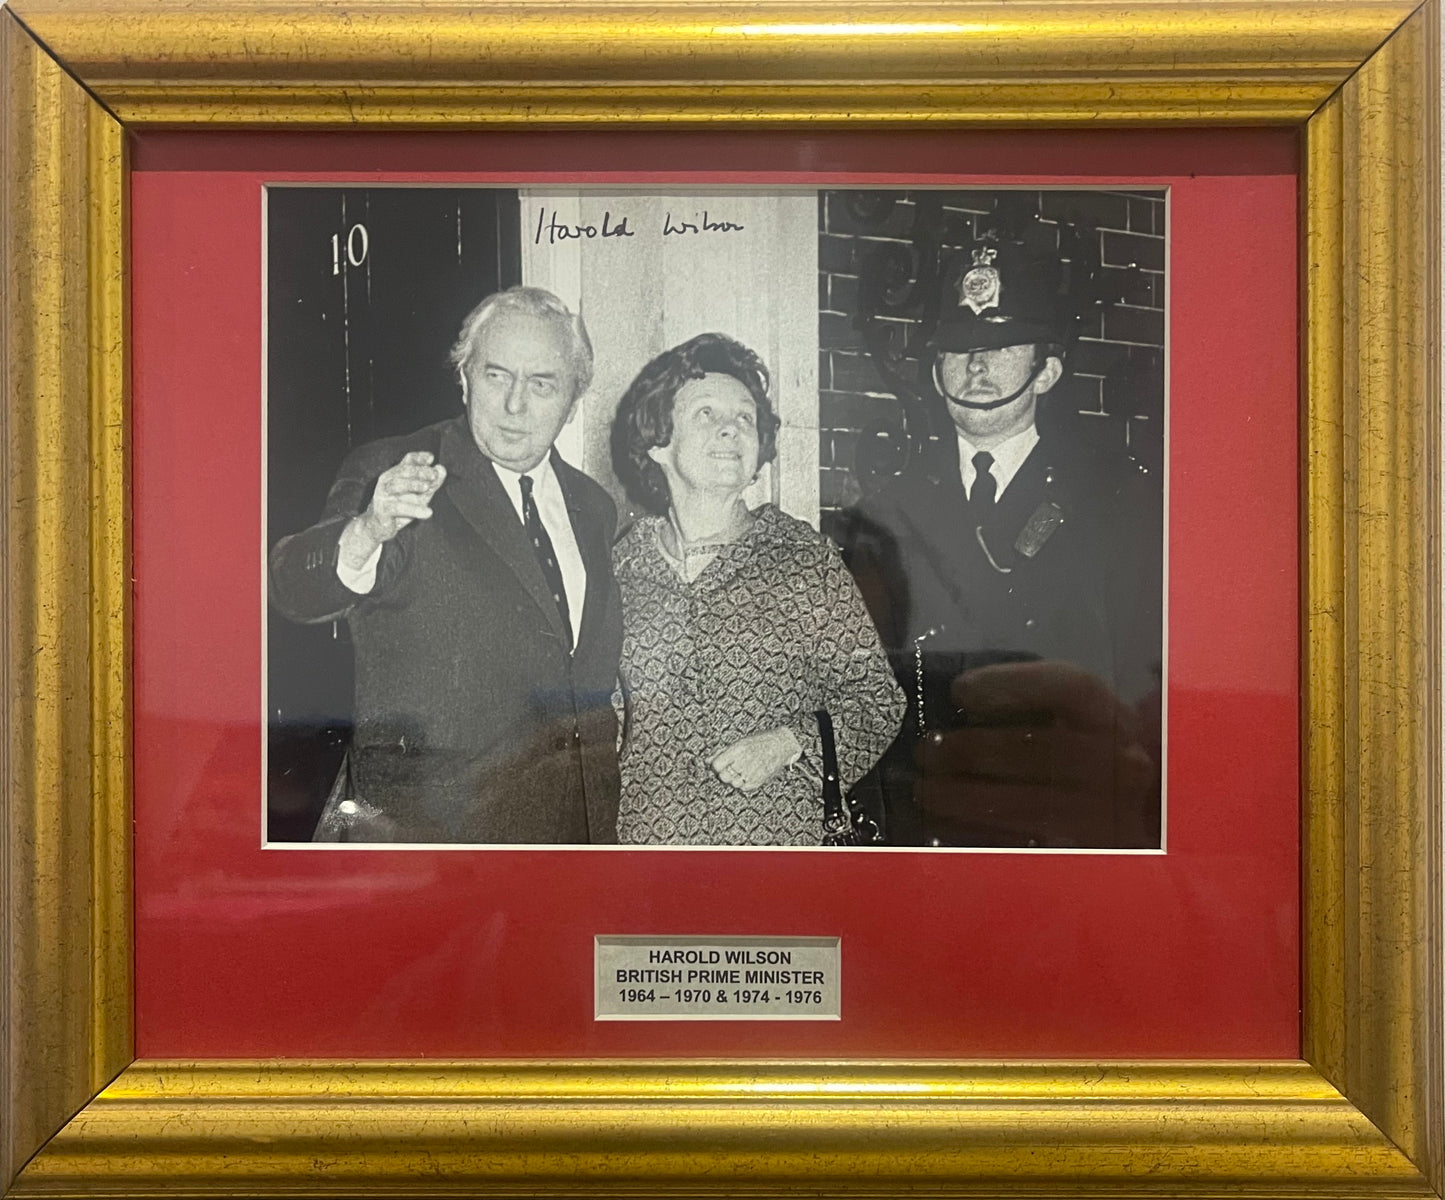 10
Harold Wilson
HAROLD WILSON
BRITISH PRIME MINISTER
1964 – 1970 & 1974 - 1976